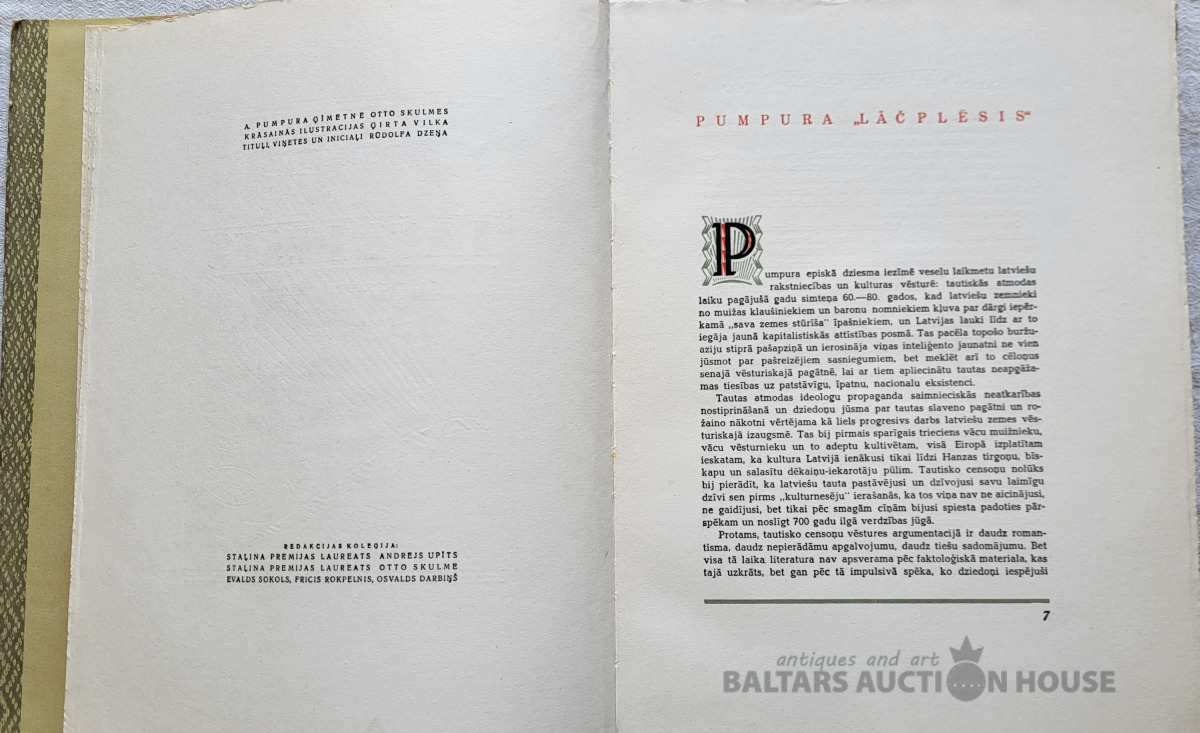 A. PUMPURA ĢĪMETNE OTTO SKULMES
KRĀSAINĀS ILUSTRACIJAS ĢIRTA VILKA
TITUĻI, VIŅETES UN INICIAĻI RŪDOLFA DZEŅA
REDAKCIJAS KOLEĢIJA:
STAĻINA PREMIJAS LAUREATS ANDREJS UPĪTS
STAĻINA PREMIJAS LAUREATS OTTO SKULME
EVALDS SOKOLS, FRICIS ROKPELNIS, OSVALDS DARBIŅŠ
PUMPURA „LĀČPLĒSIS“
Pumpura episkā dziesma iezīmē veselu laikmetu latviešu
rakstniecības un kulturas vēsturē: tautiskās atmodas
laiku pagājušā gadu simteņa 60.—80. gados, kad latviešu zemnieki
no muižas klaušiniekiem un baronu nomniekiem kļuva par dārgi iepēr-
kamā „sava zemes stūrīša“ īpašniekiem, un Latvijas lauki līdz ar to
iegāja jaunā kapitalistiskās attīstības posmā. Tas pacēla topošo buržu-
aziju stiprā pašapziņā un ierosināja viņas inteliģento jaunatni ne vien
jūsmot par pašreizējiem sasniegumiem, bet meklēt arī to cēloņus
senajā vēsturiskajā pagātnē, lai ar tiem apliecinātu tautas neapgāža-
mas tiesības uz patstāvīgu, īpatnu, nacionalu eksistenci.
Tautas atmodas ideologu propaganda saimnieciskās neatkarības
nostiprināšanā un dziedoņu jūsma par tautas slaveno pagātni un ro-
žaino nākotni vērtējama kā liels progresivs darbs latviešu zemes vēs-
turiskajā izaugsmē. Tas bij pirmais sparīgais trieciens vācu muižnieku,
vācu vēsturnieku un to adeptu kultivētam, visā Eiropā izplatītam
ieskatam, ka kultura Latvijā ienākusi tikai līdzi Hanzas tirgoņu, bīs-
kapu un salasītu dēkaiņu-iekarotāju pūlim. Tautisko censoņu nolūks
bij pierādīt, ka latviešu tauta pastāvējusi un dzīvojusi savu laimīgu
dzīvi sen pirms „kulturnesēju“ ierašanās, ka tos viņa nav ne aicinājusi,
ne gaidījusi, bet tikai pēc smagām cīņām bijusi spiesta padoties pār-
spēkam un noslīgt 700 gadu ilgā verdzības jūgā.
Protams, tautisko censoņu vēstures argumentacijā ir daudz roman-
tisma, daudz nepierādāmu apgalvojumu, daudz tiešu sadomājumu. Bet
visa tā laika literatura nav apsverama pēc faktoloģiskā materiala, kas
tajā uzkrāts, bet gan pēc tā impulsivā spēka, ko dziedoņi iespējuši
7
antiques and art
BALTARS AUCTION HOUSE